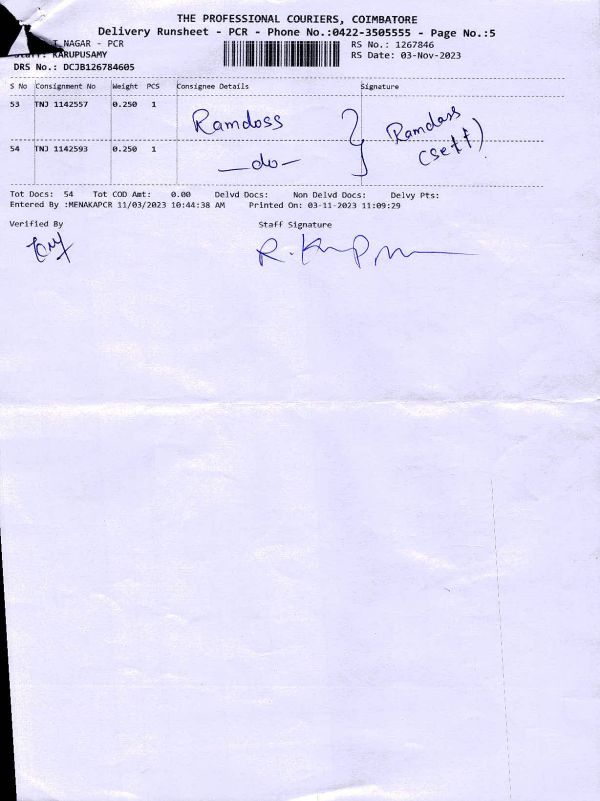 THE PROFESSIONAL COURIERS, COIMBATORE
Delivery Runsheet - PCR - Phone No.:0422-3505555 - Page No.:5
NAGAR - PCR
RS No.: 1267846
Staff: KARUPUSAMY
RS Date: 03-Nov-2023
DRS No.: DCJB126784605
S No Consignment No Weight PCS Consignee Details Signature
53 TNJ 1142557 0.250 1 Ramdoss
Ramdoss
(self)
54 TNJ 1142593 0.250 1 —do—
Tot Docs: 54 Tot COD Amt: 0.00 Delvd Docs: Non Delvd Docs: Delvy Pts:
Entered By :MENAKAPCR 11/03/2023 10:44:38 AM Printed On: 03-11-2023 11:09:29
Verified By Staff Signature